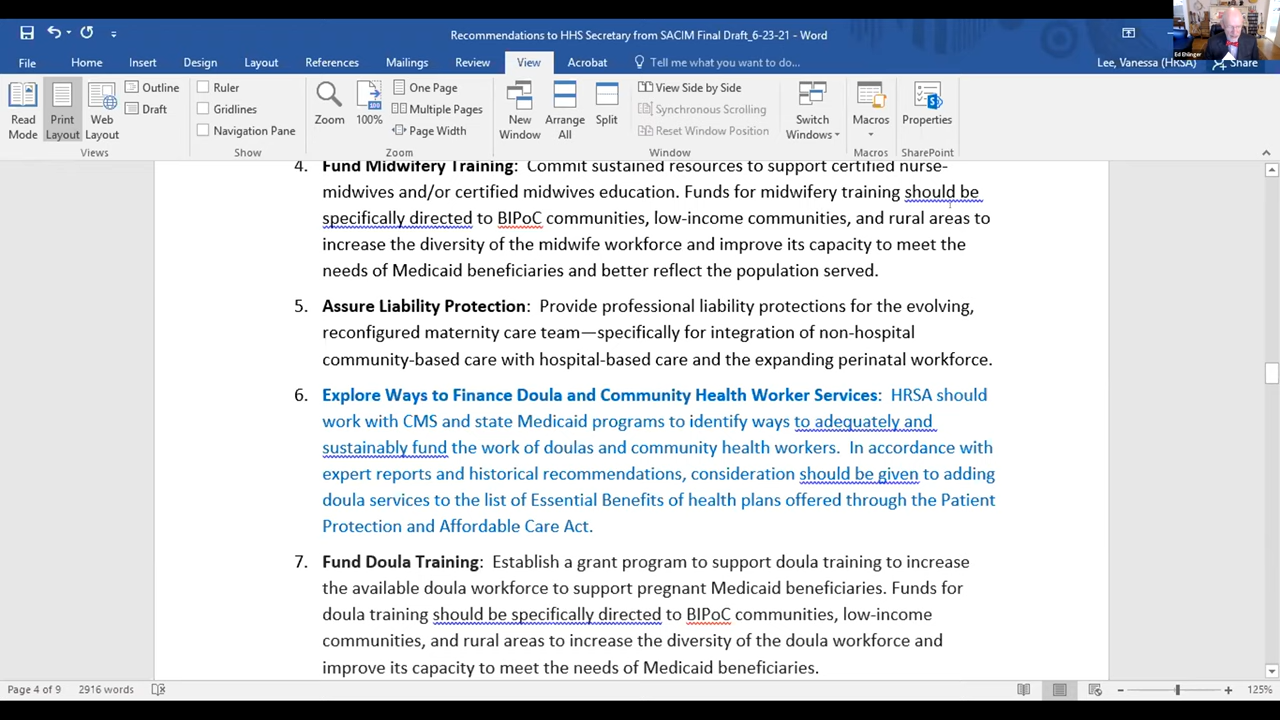 Recommendations to HHS Secretary from SACIM Final Draft_6-23-21 - Word
Ed Ehlinger
File Home Insert Design Layout References Mailings Review View Acrobat Tell me what you want to do... Lee, Vanessa (HRSA) Share
Read Mode
Print Layout
Web Layout
Outline
Draft
Views
Ruler
Gridlines
Navigation Pane
Show
Zoom
100%
One Page
Multiple Pages
Page Width
Zoom
New Window
Arrange All
Split
View Side by Side
Synchronous Scrolling
Reset Window Position
Window
Switch Windows
Macros
Macros
Properties
SharePoint
4. Fund Midwifery Training: Commit sustained resources to support certified nurse-
midwives and/or certified midwives education. Funds for midwifery training should be
specifically directed to BIPoC communities, low-income communities, and rural areas to
increase the diversity of the midwife workforce and improve its capacity to meet the
needs of Medicaid beneficiaries and better reflect the population served.
5. Assure Liability Protection: Provide professional liability protections for the evolving,
reconfigured maternity care team—specifically for integration of non-hospital
community-based care with hospital-based care and the expanding perinatal workforce.
6. Explore Ways to Finance Doula and Community Health Worker Services: HRSA should
work with CMS and state Medicaid programs to identify ways to adequately and
sustainably fund the work of doulas and community health workers. In accordance with
expert reports and historical recommendations, consideration should be given to adding
doula services to the list of Essential Benefits of health plans offered through the Patient
Protection and Affordable Care Act.
7. Fund Doula Training: Establish a grant program to support doula training to increase
the available doula workforce to support pregnant Medicaid beneficiaries. Funds for
doula training should be specifically directed to BIPoC communities, low-income
communities, and rural areas to increase the diversity of the doula workforce and
improve its capacity to meet the needs of Medicaid beneficiaries.
Page 4 of 9 2916 words 125%